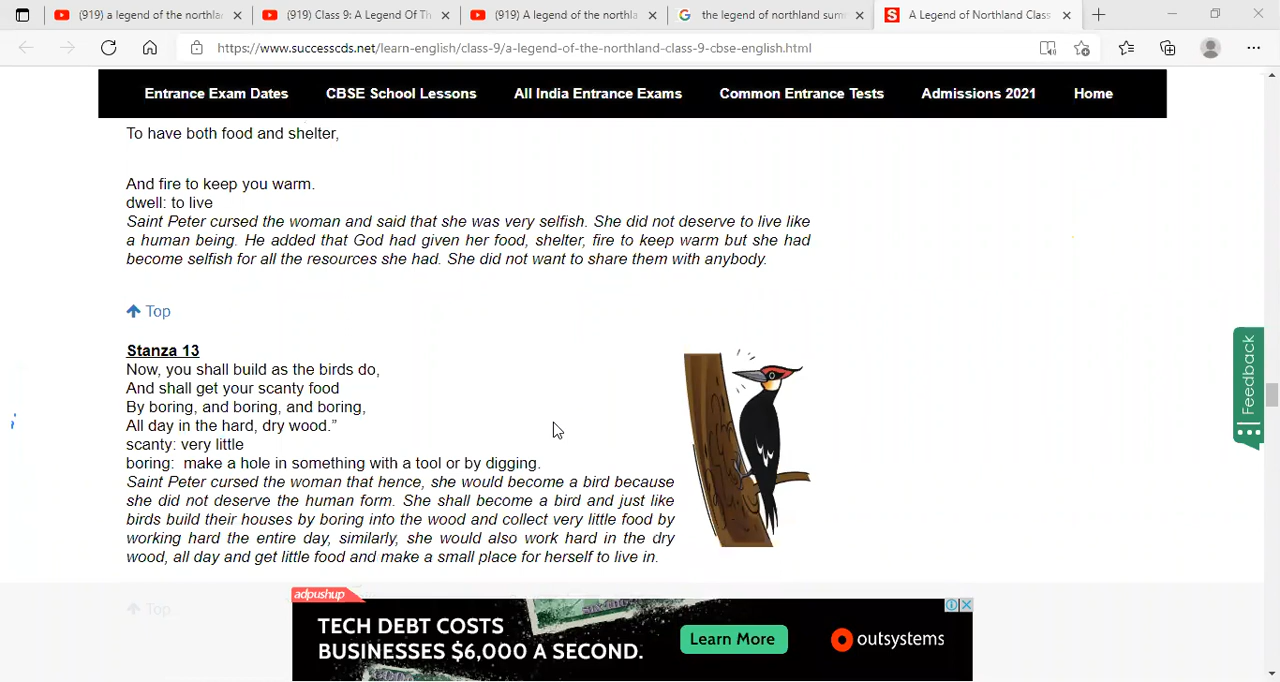 (919) a legend of the northla
(919) Class 9: A Legend Of Th
(919) A legend of the northla
the legend of northland sum
A Legend of Northland Class
https://www.successcds.net/learn-english/class-9/a-legend-of-the-northland-class-9-cbse-english.html
Entrance Exam Dates CBSE School Lessons All India Entrance Exams Common Entrance Tests Admissions 2021 Home
To have both food and shelter,
And fire to keep you warm.
dwell: to live
Saint Peter cursed the woman and said that she was very selfish. She did not deserve to live like
a human being. He added that God had given her food, shelter, fire to keep warm but she had
become selfish for all the resources she had. She did not want to share them with anybody.
Top
Stanza 13
Now, you shall build as the birds do,
And shall get your scanty food
By boring, and boring, and boring,
All day in the hard, dry wood.”
scanty: very little
boring: make a hole in something with a tool or by digging.
Saint Peter cursed the woman that hence, she would become a bird because
she did not deserve the human form. She shall become a bird and just like
birds build their houses by boring into the wood and collect very little food by
working hard the entire day, similarly, she would also work hard in the dry
wood, all day and get little food and make a small place for herself to live in.
Top
Feedback
adpushup
TECH DEBT COSTS
BUSINESSES $6,000 A SECOND.
Learn More
outsystems